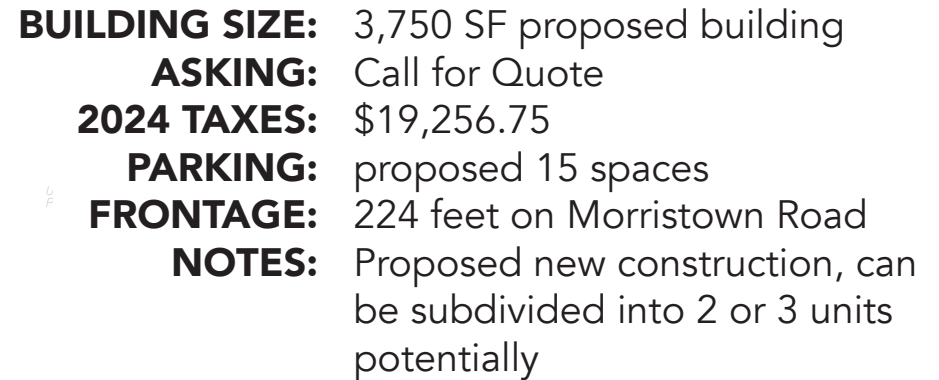 BUILDING SIZE: 3,750 SF proposed building
ASKING: Call for Quote
2024 TAXES: $19,256.75
PARKING: proposed 15 spaces
FRONTAGE: 224 feet on Morristown Road
NOTES: Proposed new construction, can
be subdivided into 2 or 3 units
potentially